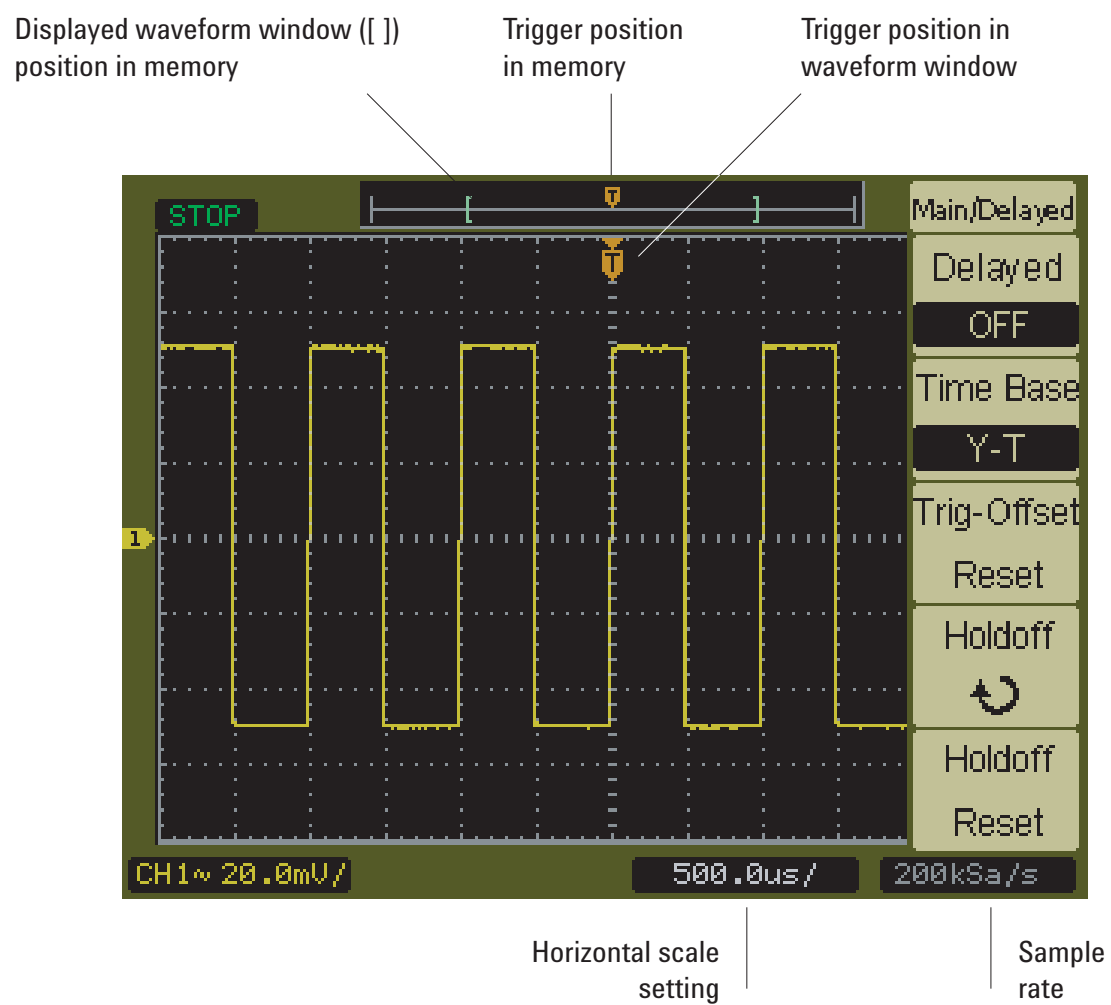 Displayed waveform window ([ ])
position in memory
Trigger position
in memory
Trigger position in
waveform window
STOP
T
T
1
Main/Delayed
Delayed
OFF
Time Base
Y-T
Trig-Offset
Reset
Holdoff
Holdoff
Reset
CH1~ 20.0mV/
500.0us/
200kSa/s
Horizontal scale
setting
Sample
rate